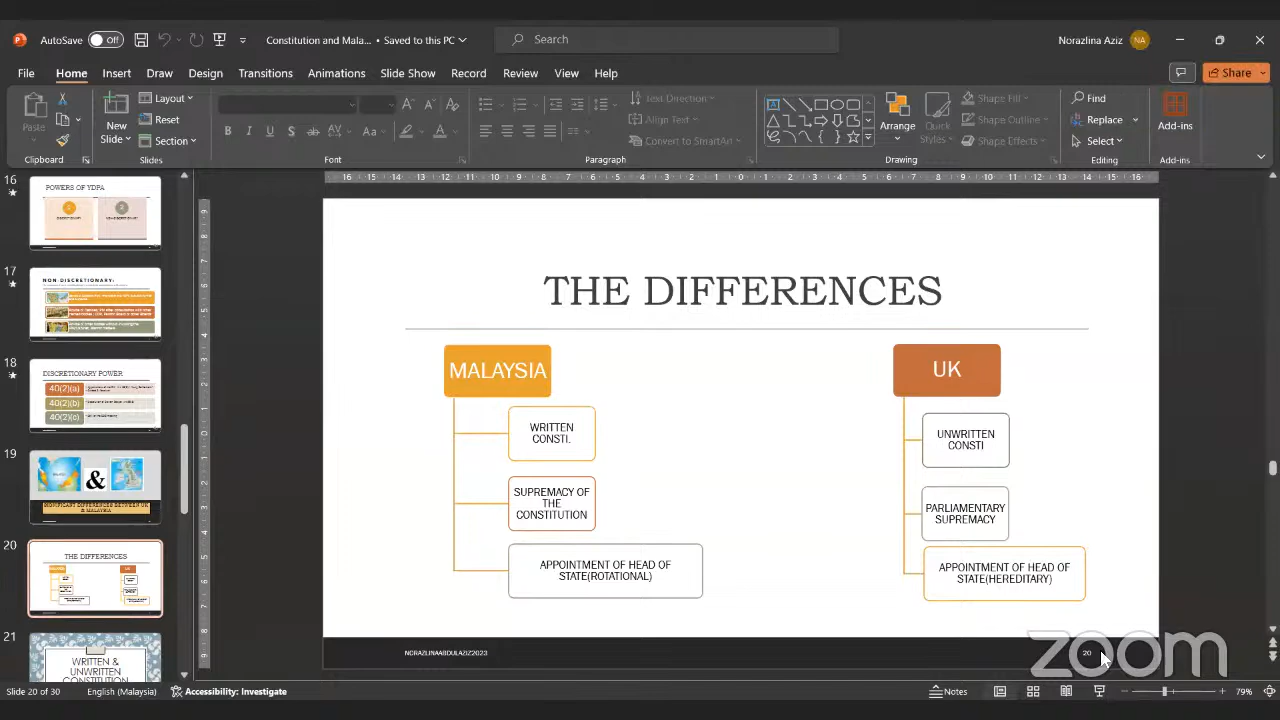 AutoSave Off
Constitution and Mala... • Saved to this PC
Search
Norazlina Aziz NA
File Home Insert Draw Design Transitions Animations Slide Show Record Review View Help
Share
Paste
New
Slides
Layout
Reset
Section
Text Direction
Align Text
Convert to SmartArt
Arrange
Quick
Styles
Shape Fill
Shape Outline
Shape Effects
Find
Replace
Select
Add-ins
Clipboard Slides Font Paragraph Drawing Editing Add-ins
16
POWERS OF YDPA
17
NON DISCRETIONARY:
18
DISCRETIONARY POWER
40(2)(a)
40(2)(b)
40(2)(c)
19
&
SIGNIFICANT DIFFERENCES BETWEEN UK
& MALAYSIA
20
THE DIFFERENCES
21
WRITTEN &
UNWRITTEN
CONSTITUTION
THE DIFFERENCES
MALAYSIA
WRITTEN
CONSTI.
SUPREMACY OF
THE
CONSTITUTION
APPOINTMENT OF HEAD OF
STATE(ROTATIONAL)
UK
UNWRITTEN
CONSTI
PARLIAMENTARY
SUPREMACY
APPOINTMENT OF HEAD OF
STATE(HEREDITARY)
NORAZLINAABDULAZIZ2023
20
zoom
Slide 20 of 30 English (Malaysia) Accessibility: Investigate
Notes
79%